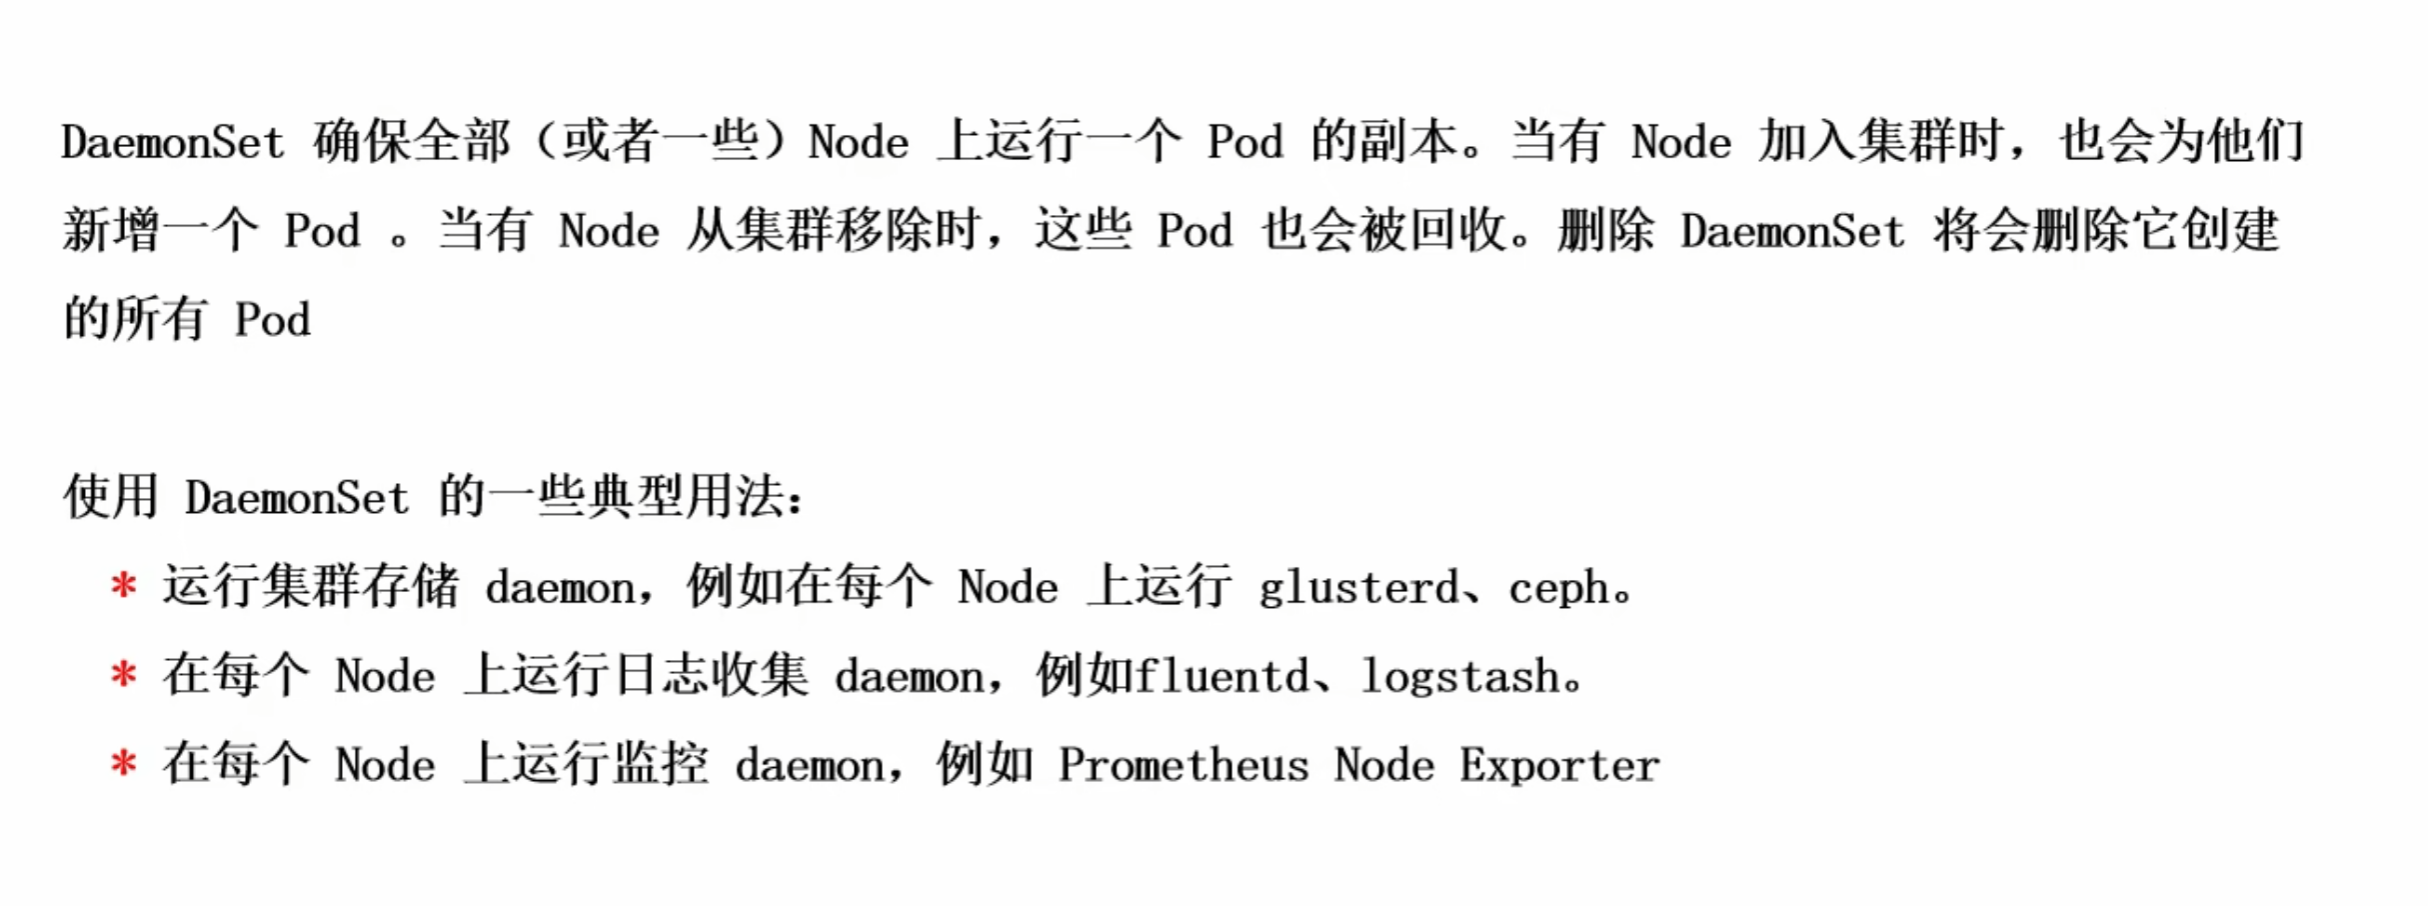 DaemonSet 确保全部（或者一些）Node 上运行一个 Pod 的副本。当有 Node 加入集群时，也会为他们
新增一个 Pod 。当有 Node 从集群移除时，这些 Pod 也会被回收。删除 DaemonSet 将会删除它创建
的所有 Pod
使用 DaemonSet 的一些典型用法：
* 运行集群存储 daemon，例如在每个 Node 上运行 glusterd、ceph。
* 在每个 Node 上运行日志收集 daemon，例如fluentd、logstash。
* 在每个 Node 上运行监控 daemon，例如 Prometheus Node Exporter